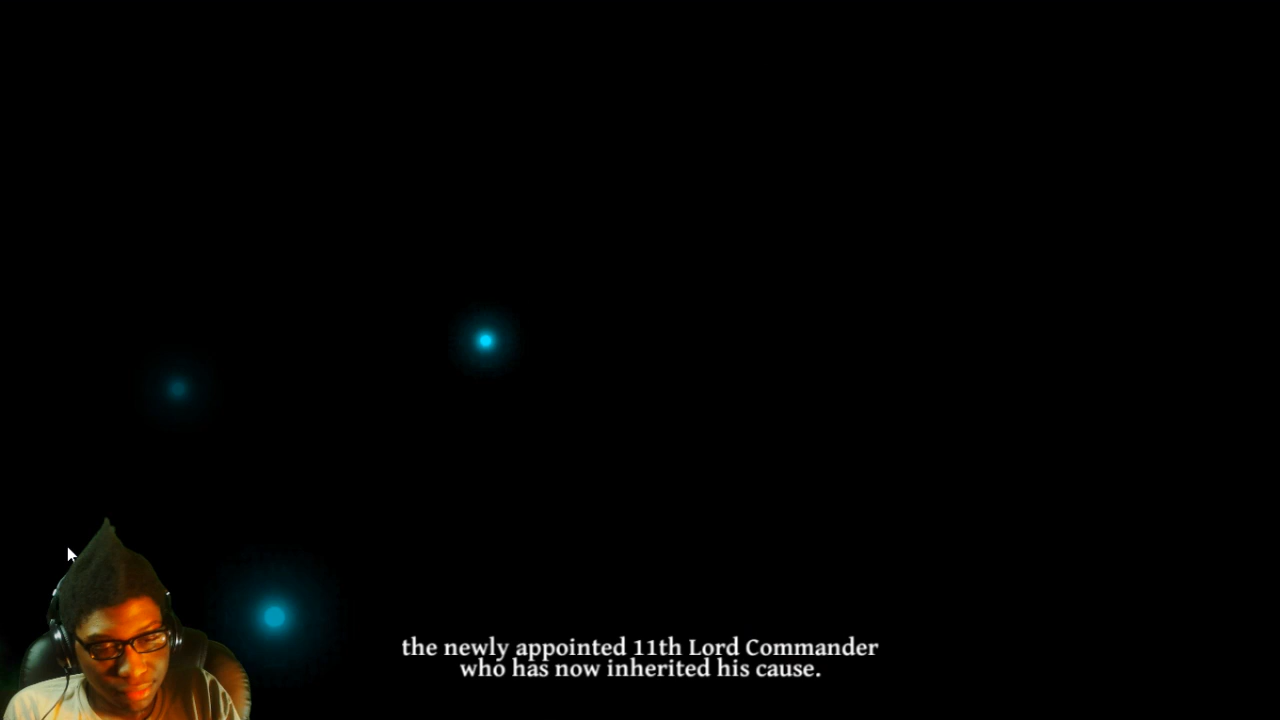 the newly appointed 11th Lord Commander
who has now inherited his cause.